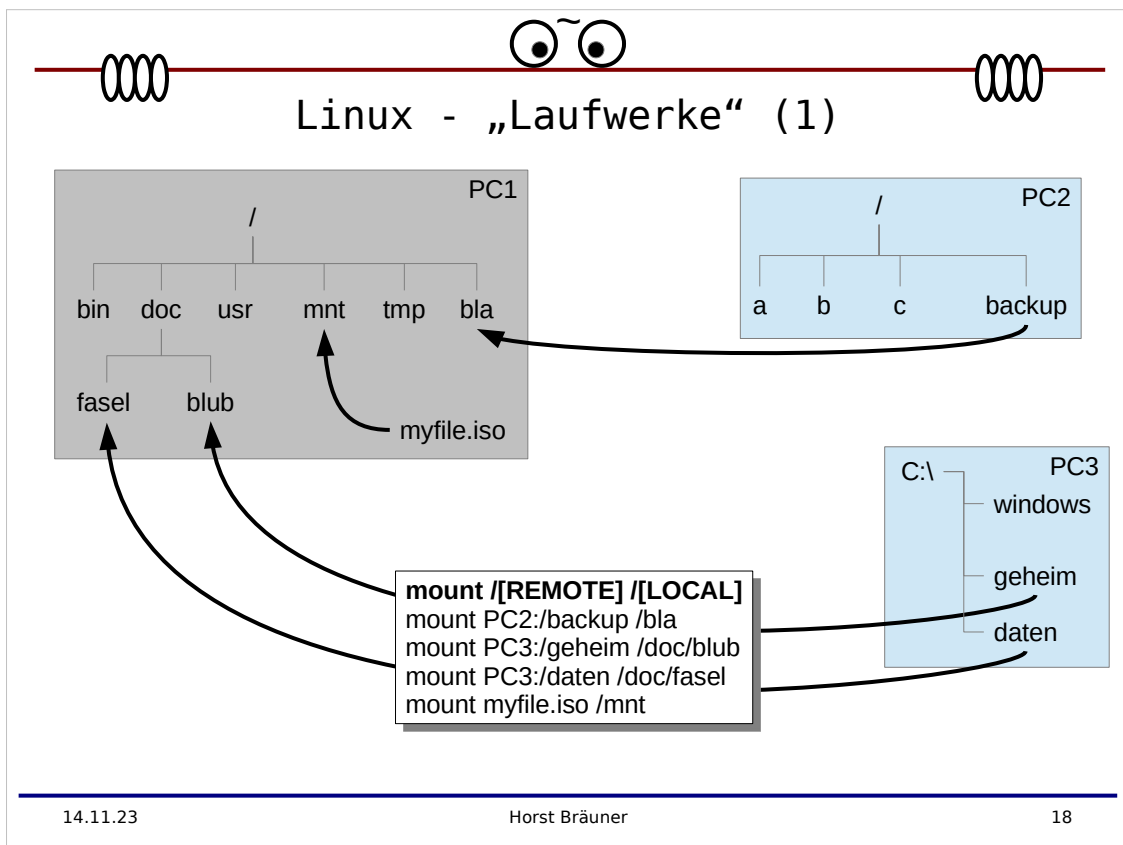 Linux - „Laufwerke“ (1)
PC1
/
bin doc usr mnt tmp bla
fasel blub
myfile.iso
PC2
/
a b c backup
PC3
C:\
windows
geheim
daten
mount /[REMOTE] /[LOCAL]
mount PC2:/backup /bla
mount PC3:/geheim /doc/blub
mount PC3:/daten /doc/fasel
mount myfile.iso /mnt
14.11.23 Horst Bräuner 18